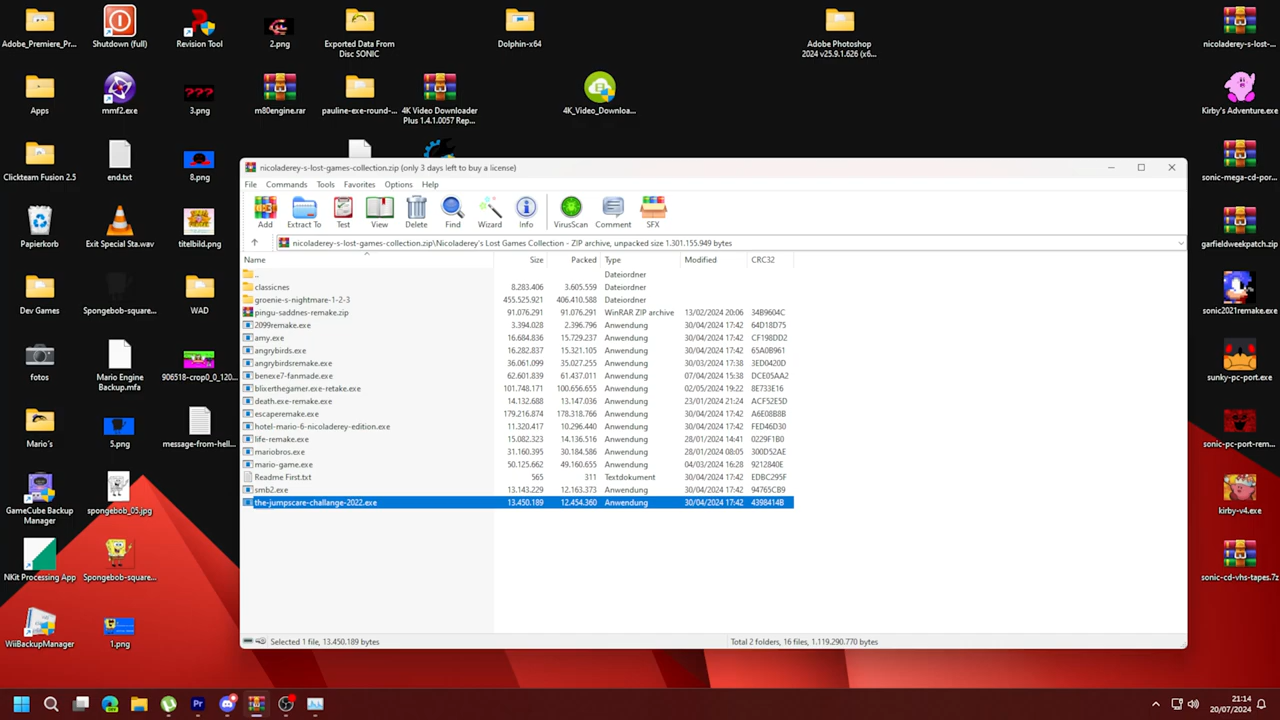 Adobe_Premiere_Pr...
Shutdown (full)
Revision Tool
2.png
Exported Data From
Disc SONIC
Dolphin-x64
Adobe Photoshop
2024 v25.9.1.626 (x6...
nicoladerey-s-lost-...
Apps
mmf2.exe
???
3.png
m80engine.rar
pauline-exe-round-...
4K Video Downloader
Plus 1.4.1.0057 Rep...
4K_Video_Downloa...
Kirby's Adventure.exe
Clickteam Fusion 2.5
end.txt
8.png
sonic-mega-cd-por...
Papierkorb
Exit Special Sta.wav
titelbild.png
garfieldweekpatch.zip
Dev Games
Spongebob-square...
WAD
sonic2021remake.exe
fotos
Mario Engine
Backup.mfa
906518-crop0_0_120...
sunky-pc-port.exe
Mario's
5.png
message-from-hell...
sonic-pc-port-rem...
GameCube Backup
Manager
spongebob_05.jpg
kirby-v4.exe
NKit Processing App
Spongebob-square...
sonic-cd-vhs-tapes.7z
WiiBackupManager
1.png
nicoladerey-s-lost-games-collection.zip (only 3 days left to buy a license)
File Commands Tools Favorites Options Help
Add Extract To Test View Delete Find Wizard Info VirusScan Comment SFX
nicoladerey-s-lost-games-collection.zip\Nicoladerey's Lost Games Collection - ZIP archive, unpacked size 1.301.155.949 bytes
Name Size Packed Type Modified CRC32
.. Dateiordner
classicnes 8.283.406 3.605.559 Dateiordner
groenie-s-nightmare-1-2-3 455.525.921 406.410.588 Dateiordner
pingu-saddnes-remake.zip 91.076.291 91.076.291 WinRAR ZIP archive 13/02/2024 20:06 34B9604C
2099remake.exe 3.394.028 2.396.796 Anwendung 30/04/2024 17:42 64D18D75
amy.exe 16.684.836 15.729.237 Anwendung 30/04/2024 17:42 CF198DD2
angrybirds.exe 16.282.837 15.321.105 Anwendung 30/04/2024 17:42 65A0B961
angrybirdsremake.exe 36.061.099 35.027.255 Anwendung 30/03/2024 17:38 3ED0420D
benexe7-fanmade.exe 62.601.839 61.437.011 Anwendung 07/04/2024 15:38 DCE05AA2
blixerthegamer.exe-retake.exe 101.748.171 100.656.655 Anwendung 02/05/2024 19:22 8E733E16
death.exe-remake.exe 14.132.688 13.147.036 Anwendung 23/01/2024 21:24 ACF52E5D
escaperemake.exe 179.216.874 178.318.766 Anwendung 30/04/2024 17:42 A6E08B8B
hotel-mario-6-nicoladerey-edition.exe 11.320.417 10.296.440 Anwendung 30/04/2024 17:42 FED46D30
life-remake.exe 15.082.323 14.136.516 Anwendung 28/01/2024 14:41 0229F1B0
mariobros.exe 31.160.395 30.184.586 Anwendung 28/01/2024 08:05 300D52AE
mario-game.exe 50.125.662 49.160.655 Anwendung 04/03/2024 16:28 9212840E
Readme First.txt 565 311 Textdokument 30/04/2024 17:42 EDBC295F
smb2.exe 13.143.229 12.163.373 Anwendung 30/04/2024 17:42 94765CB9
the-jumpscare-challange-2022.exe 13.450.189 12.454.360 Anwendung 30/04/2024 17:42 4398414B
Selected 1 file, 13.450.189 bytes
Total 2 folders, 16 files, 1.119.290.770 bytes
21:14
20/07/2024